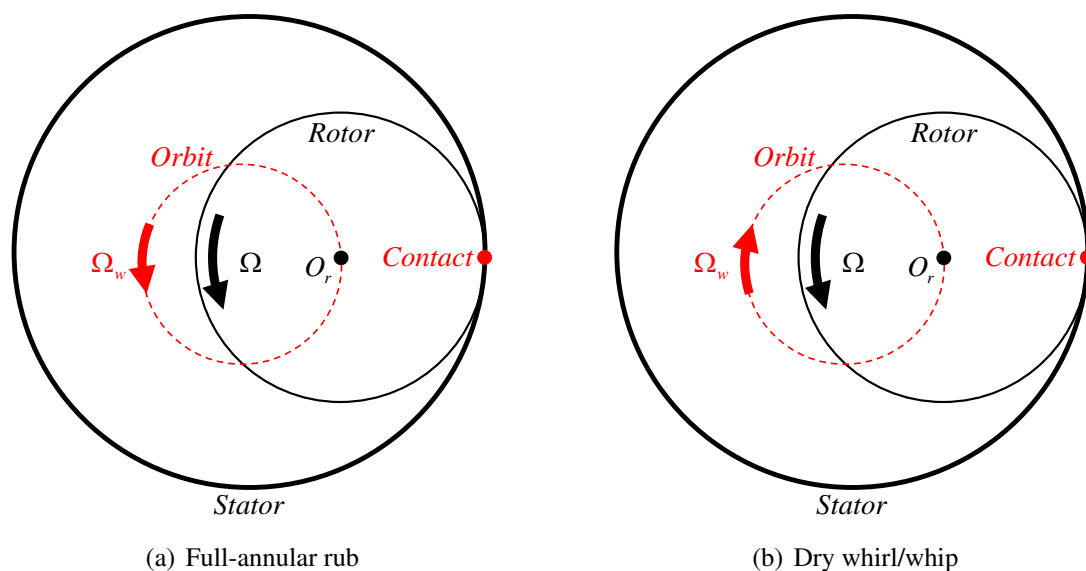 Rotor
Orbit
Ω_w
Ω
O_r
Contact
Stator
(a) Full-annular rub
Rotor
Orbit
Ω_w
Ω
O_r
Contact
Stator
(b) Dry whirl/whip